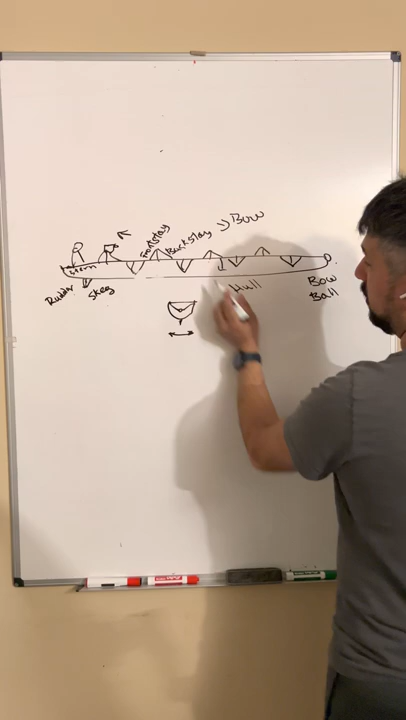 Bow
Frontstay
Backstay
Stern
Rudder
Skeg
Hull
Bow
Ball